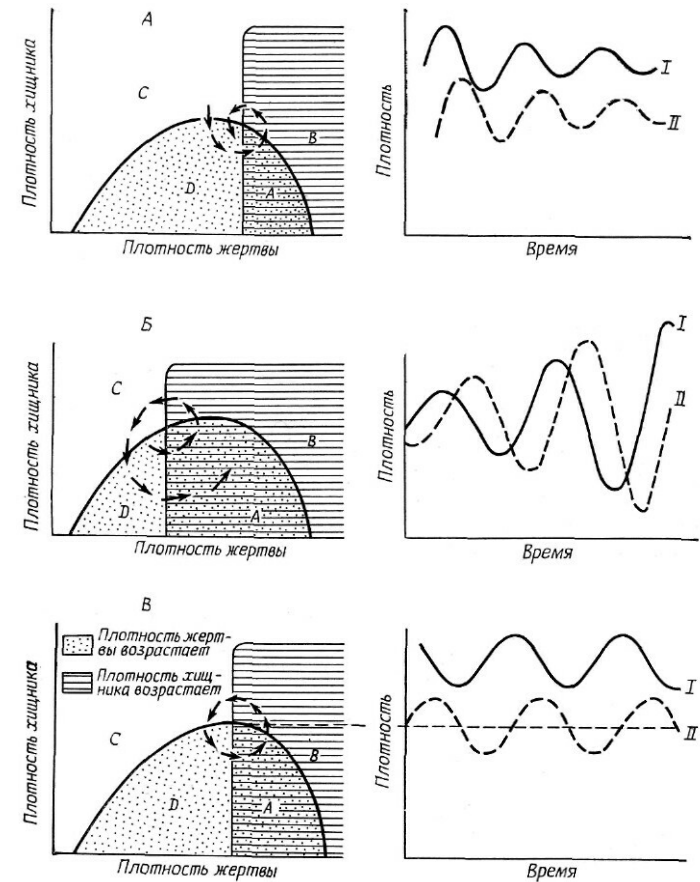 А
Плотность хищника
C
D
B
A
Плотность жертвы
Плотность
I
II
Время
Б
Плотность хищника
C
D
B
A
Плотность жертвы
Плотность
I
II
Время
В
Плотность жерт-
вы возрастает
Плотность хищ-
ника возрастает
Плотность хищника
C
D
B
A
Плотность жертвы
Плотность
I
II
Время